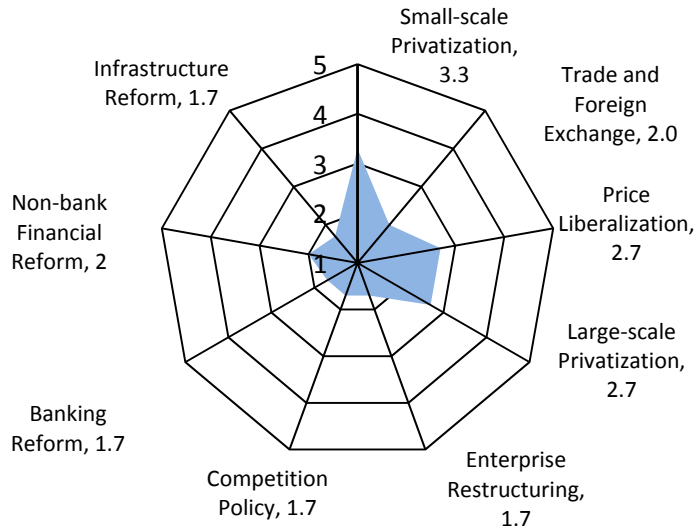 Small-scale
Privatization,
3.3
Trade and
Foreign
Exchange, 2.0
Price
Liberalization,
2.7
Large-scale
Privatization,
2.7
Enterprise
Restructuring,
1.7
Competition
Policy, 1.7
Banking
Reform, 1.7
Non-bank
Financial
Reform, 2
Infrastructure
Reform, 1.7
5
4
3
2
1